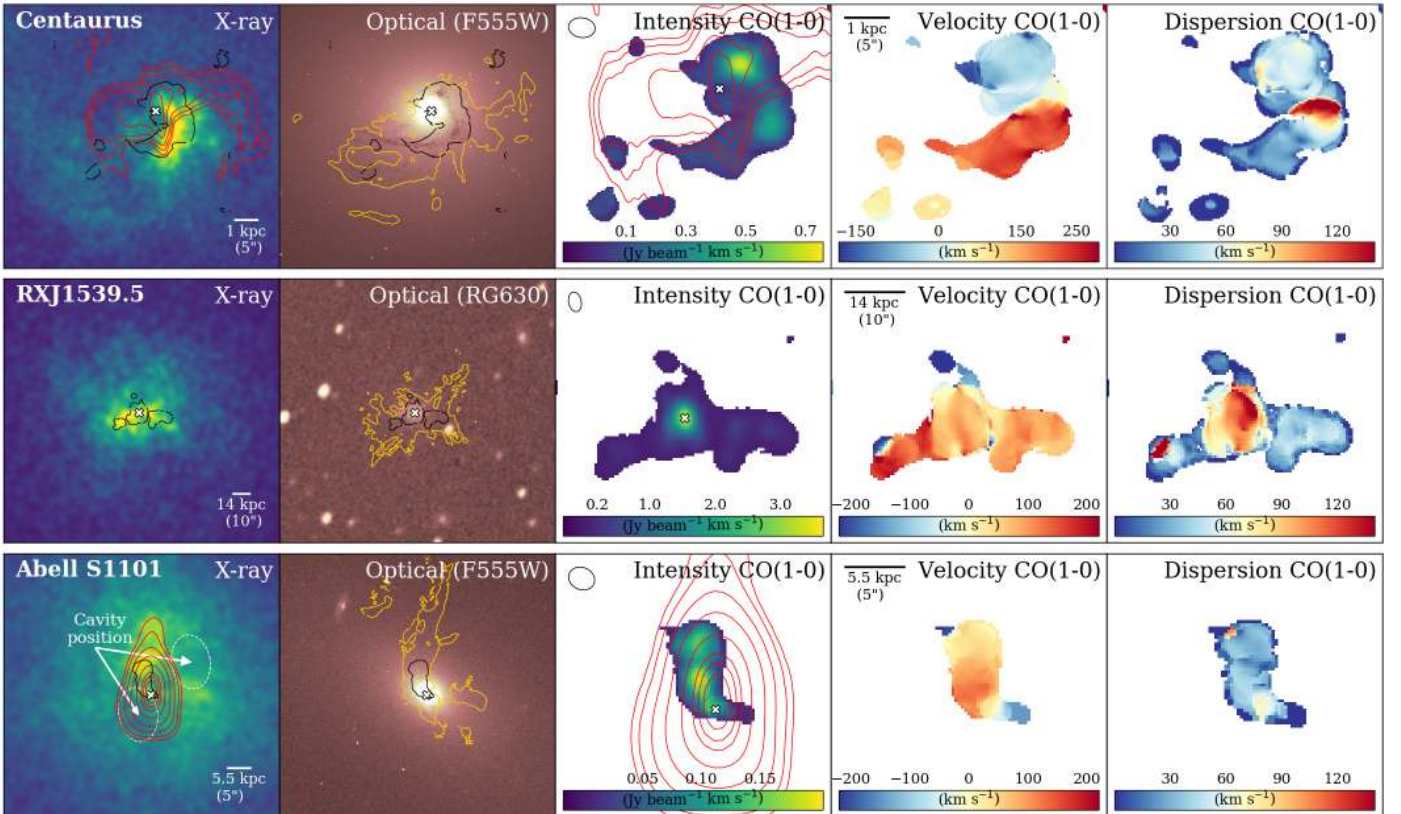 Centaurus X-ray
1 kpc
(5")
Optical (F555W)
Intensity CO(1-0)
0.1 0.3 0.5 0.7
(Jy beam⁻¹ km s⁻¹)
Velocity CO(1-0)
1 kpc
(5")
−150 0 150 250
(km s⁻¹)
Dispersion CO(1-0)
30 60 90 120
(km s⁻¹)
RXJ1539.5 X-ray
14 kpc
(10")
Optical (RG630)
Intensity CO(1-0)
0.2 1.0 2.0 3.0
(Jy beam⁻¹ km s⁻¹)
Velocity CO(1-0)
14 kpc
(10")
−200 −100 0 100 200
(km s⁻¹)
Dispersion CO(1-0)
30 60 90 120
(km s⁻¹)
Abell S1101 X-ray
Cavity
position
5.5 kpc
(5")
Optical (F555W)
Intensity CO(1-0)
0.05 0.10 0.15
(Jy beam⁻¹ km s⁻¹)
Velocity CO(1-0)
5.5 kpc
(5")
−200 −100 0 100 200
(km s⁻¹)
Dispersion CO(1-0)
30 60 90 120
(km s⁻¹)